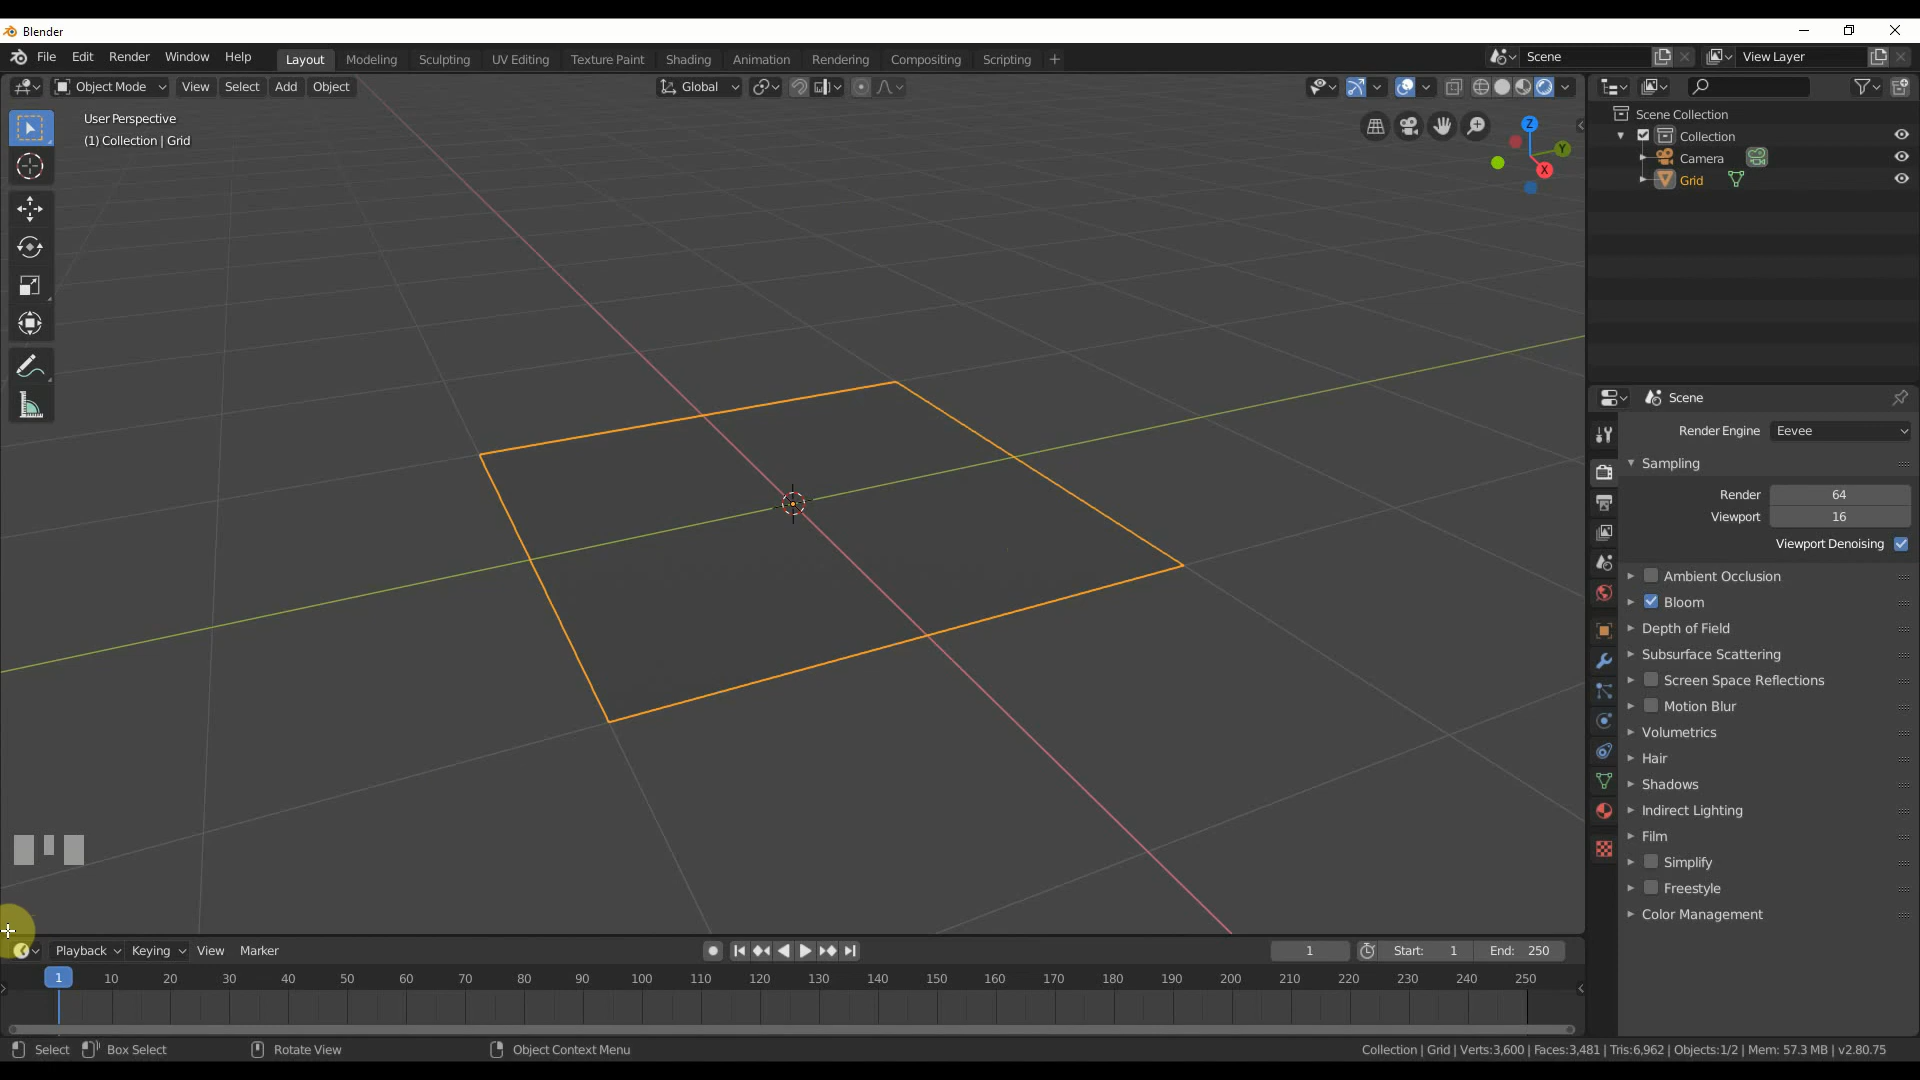 Blender
File Edit Render Window Help Layout Modeling Sculpting UV Editing Texture Paint Shading Animation Rendering Compositing Scripting + Scene View Layer
Object Mode View Select Add Object Global
User Perspective
(1) Collection | Grid
Z
Y
X
Scene Collection
Collection
Camera
Grid
Scene
Render Engine Eevee
Sampling
Render 64
Viewport 16
Viewport Denoising
Ambient Occlusion
Bloom
Depth of Field
Subsurface Scattering
Screen Space Reflections
Motion Blur
Volumetrics
Hair
Shadows
Indirect Lighting
Film
Simplify
Freestyle
Color Management
Playback Keying View Marker 1 Start: 1 End: 250
1 10 20 30 40 50 60 70 80 90 100 110 120 130 140 150 160 170 180 190 200 210 220 230 240 250
Select Box Select Rotate View Object Context Menu Collection | Grid | Verts:3,600 | Faces:3,481 | Tris:6,962 | Objects:1/2 | Mem: 57.3 MB | v2.80.75